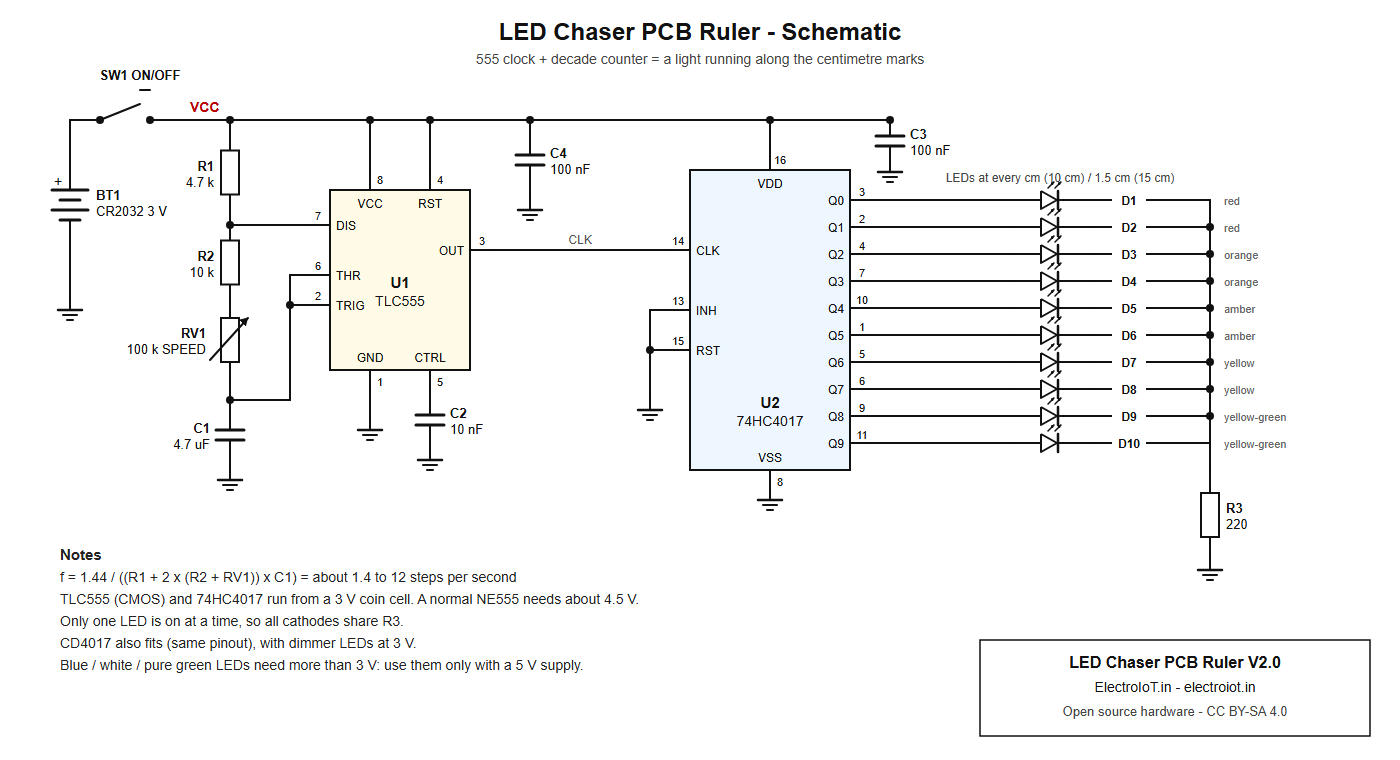 LED Chaser PCB Ruler - Schematic
555 clock + decade counter = a light running along the centimetre marks
SW1 ON/OFF
VCC
R1
4.7 k
+
BT1
CR2032 3 V
R2
10 k
RV1
100 k SPEED
C1
4.7 uF
8
4
VCC
RST
7
DIS
6
THR
2
TRIG
OUT
3
U1
TLC555
GND
CTRL
1
5
C2
10 nF
C4
100 nF
CLK
C3
100 nF
16
VDD
14
CLK
13
INH
15
RST
U2
74HC4017
VSS
8
LEDs at every cm (10 cm) / 1.5 cm (15 cm)
Q0 3 D1 red
Q1 2 D2 red
Q2 4 D3 orange
Q3 7 D4 orange
Q4 10 D5 amber
Q5 1 D6 amber
Q6 5 D7 yellow
Q7 6 D8 yellow
Q8 9 D9 yellow-green
Q9 11 D10 yellow-green
R3
220
Notes
f = 1.44 / ((R1 + 2 x (R2 + RV1)) x C1) = about 1.4 to 12 steps per second
TLC555 (CMOS) and 74HC4017 run from a 3 V coin cell. A normal NE555 needs about 4.5 V.
Only one LED is on at a time, so all cathodes share R3.
CD4017 also fits (same pinout), with dimmer LEDs at 3 V.
Blue / white / pure green LEDs need more than 3 V: use them only with a 5 V supply.
LED Chaser PCB Ruler V2.0
ElectroIoT.in - electroiot.in
Open source hardware - CC BY-SA 4.0